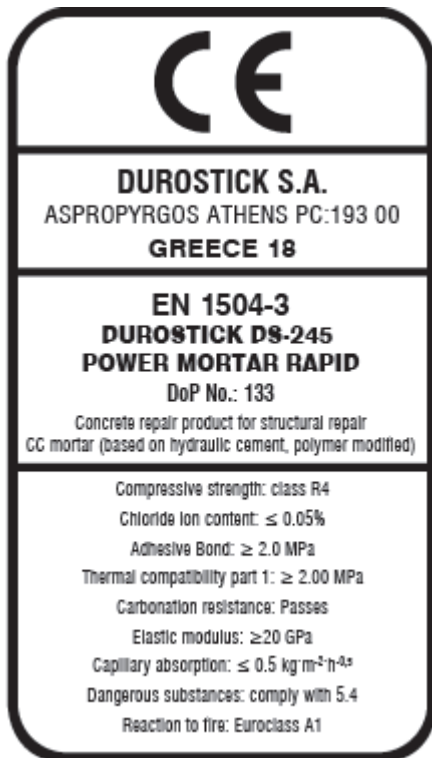 CE
DUROSTICK S.A.
ASPROPYRGOS ATHENS PC:193 00
GREECE 18
EN 1504-3
DUROSTICK DS-245
POWER MORTAR RAPID
DoP No.: 133
Concrete repair product for structural repair
CC mortar (based on hydraulic cement, polymer modified)
Compressive strength: class R4
Chloride ion content: ≤ 0.05%
Adhesive Bond: ≥ 2.0 MPa
Thermal compatibility part 1: ≥ 2.00 MPa
Carbonation resistance: Passes
Elastic modulus: ≥20 GPa
Capillary absorption: ≤ 0.5 kg·m⁻²·h⁻⁰·⁵
Dangerous substances: comply with 5.4
Reaction to fire: Euroclass A1